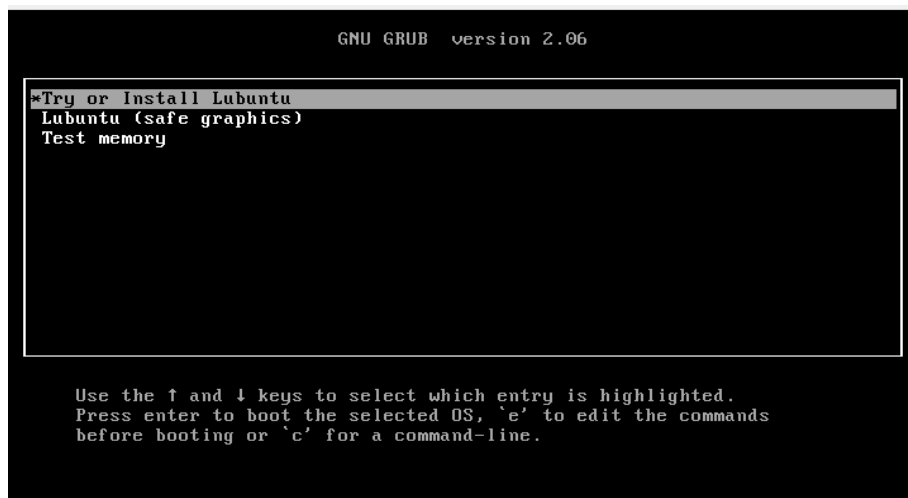 GNU GRUB  version 2.06
*Try or Install Lubuntu
Lubuntu (safe graphics)
Test memory
Use the ↑ and ↓ keys to select which entry is highlighted.
Press enter to boot the selected OS, `e' to edit the commands
before booting or `c' for a command-line.